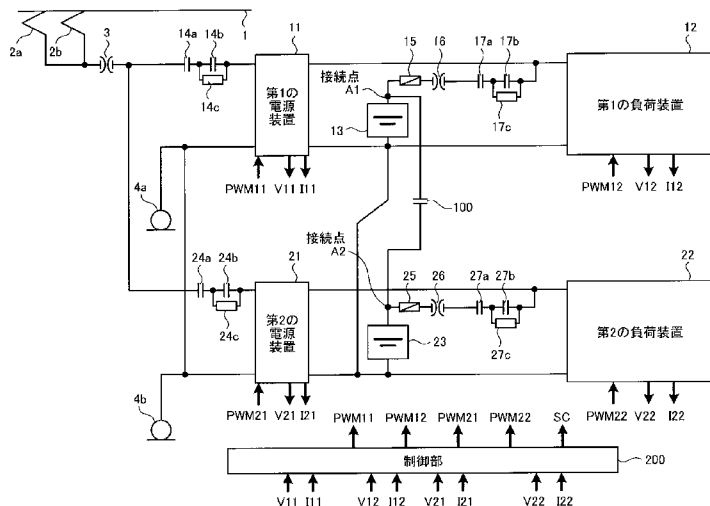 1
2a
2b
3
14a
14b
14c
11
第1の
電源
装置
15
16
17a
17b
17c
12
第1の負荷装置
接続点
A1
13
4a
PWM11
V11
I11
PWM12
V12
I12
100
接続点
A2
24a
24b
24c
21
第2の
電源
装置
25
26
27a
27b
27c
22
第2の負荷装置
23
4b
PWM21
V21
I21
PWM22
V22
I22
PWM11
PWM12
PWM21
PWM22
SC
制御部
200
V11
I11
V12
I12
V21
I21
V22
I22